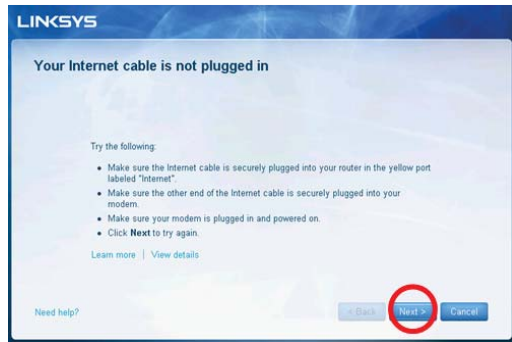 LINKSYS
Your Internet cable is not plugged in
Try the following:
• Make sure the Internet cable is securely plugged into your router in the yellow port
labeled "Internet".
• Make sure the other end of the Internet cable is securely plugged into your
modem.
• Make sure your modem is plugged in and powered on.
• Click Next to try again.
Learn more | View details
Need help? < Back Next > Cancel